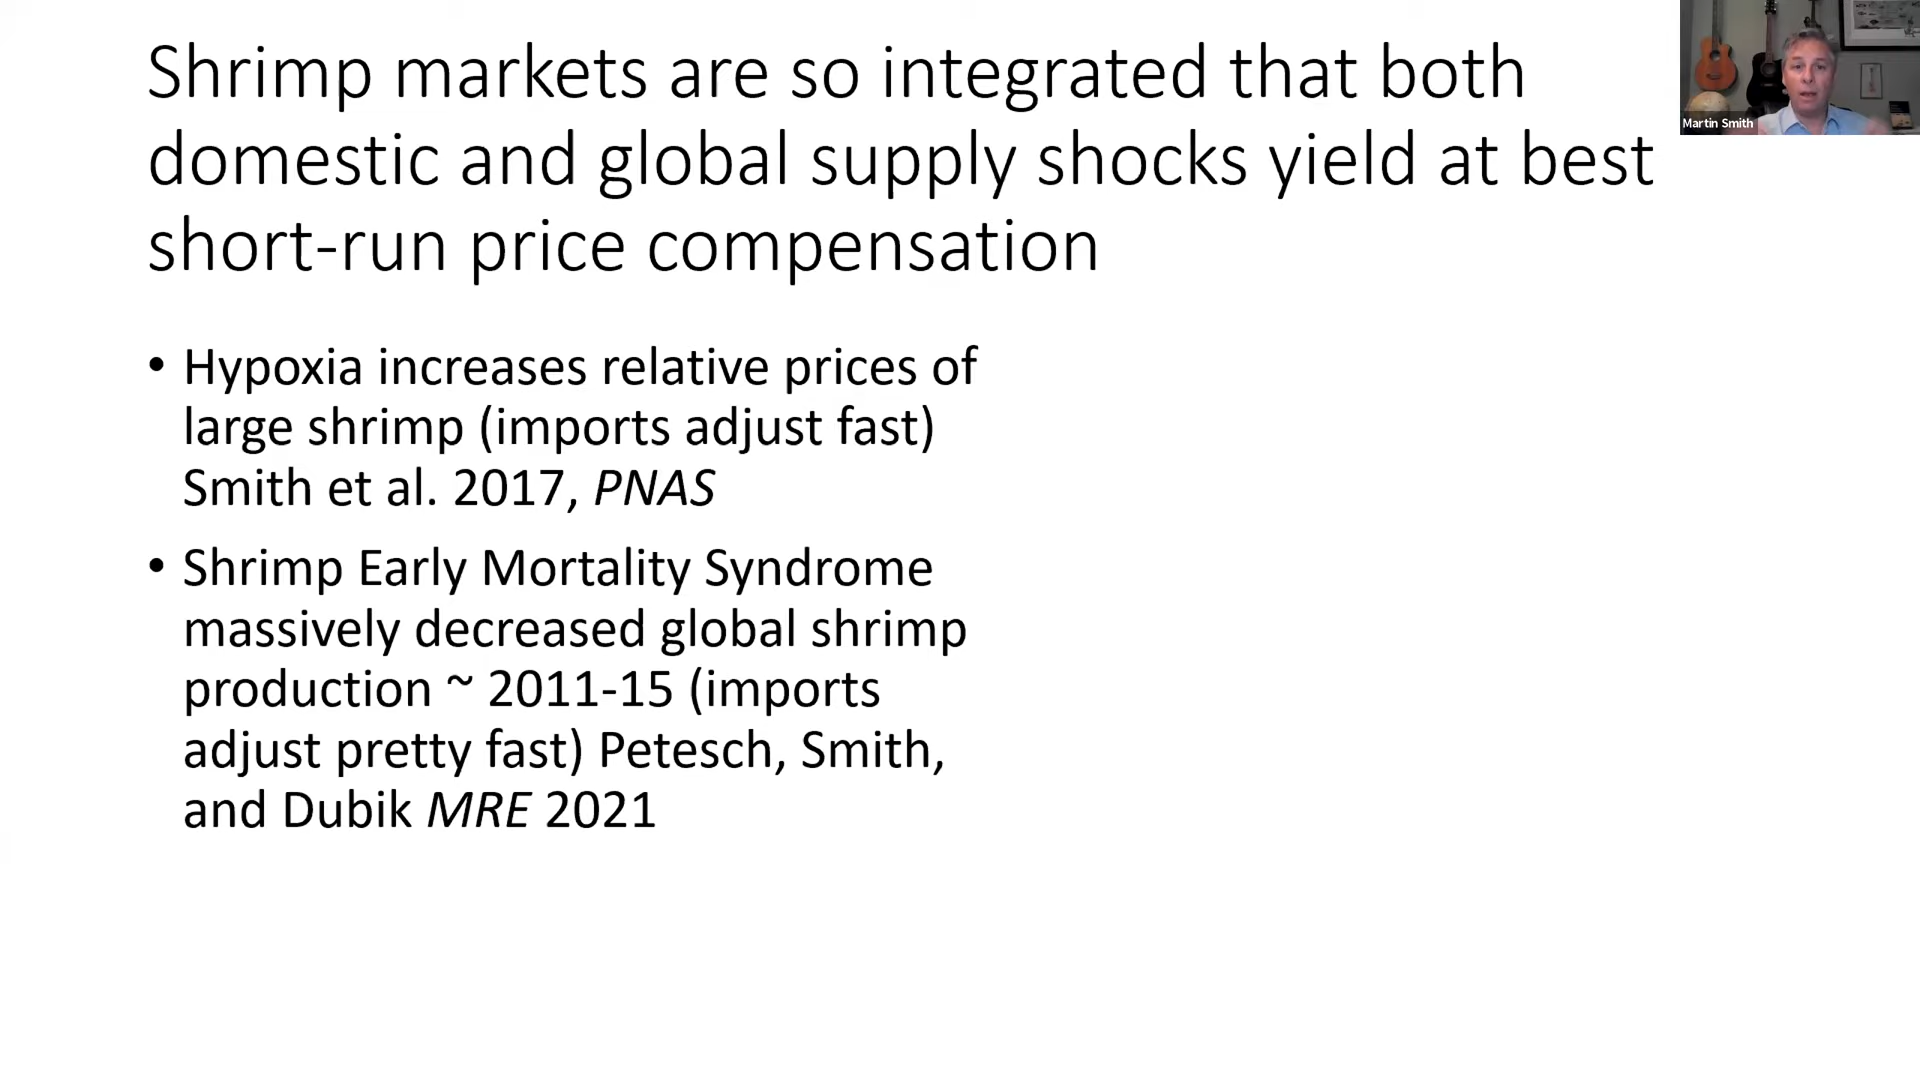 Shrimp markets are so integrated that both
domestic and global supply shocks yield at best
short-run price compensation
Martin Smith
• Hypoxia increases relative prices of
large shrimp (imports adjust fast)
Smith et al. 2017, PNAS
• Shrimp Early Mortality Syndrome
massively decreased global shrimp
production ~ 2011-15 (imports
adjust pretty fast) Petesch, Smith,
and Dubik MRE 2021